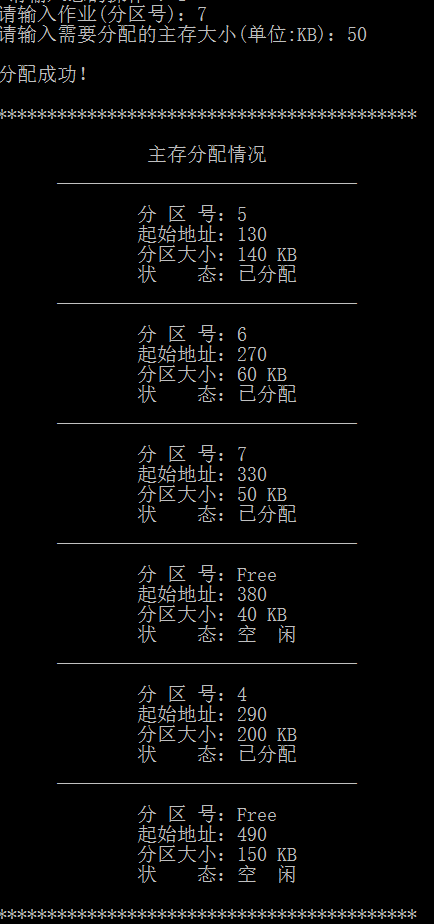 请输入作业(分区号): 7
请输入需要分配的主存大小(单位:KB): 50
分配成功!
******************************************
主存分配情况
分 区 号: 5
起始地址: 130
分区大小: 140 KB
状    态: 已分配
分 区 号: 6
起始地址: 270
分区大小: 60 KB
状    态: 已分配
分 区 号: 7
起始地址: 330
分区大小: 50 KB
状    态: 已分配
分 区 号: Free
起始地址: 380
分区大小: 40 KB
状    态: 空  闲
分 区 号: 4
起始地址: 290
分区大小: 200 KB
状    态: 已分配
分 区 号: Free
起始地址: 490
分区大小: 150 KB
状    态: 空  闲
******************************************